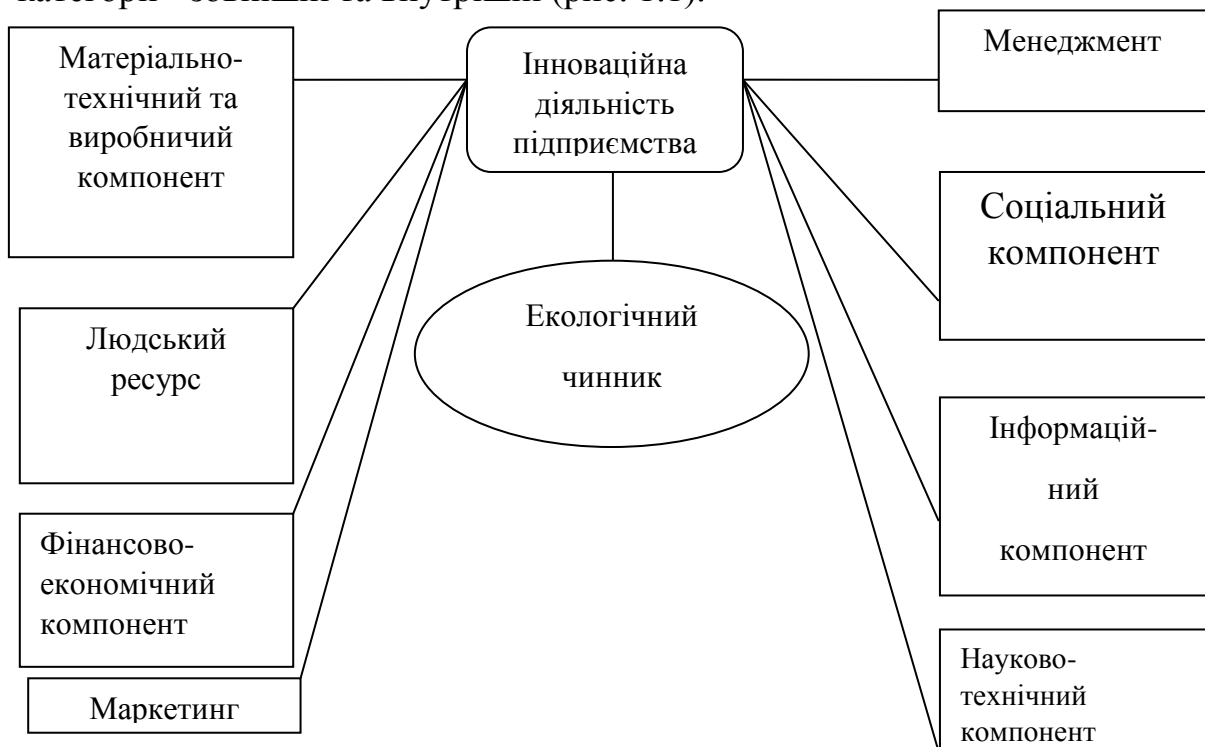 категорії - зовнішні та внутрішні (рис. 1.1).
Матеріально-
технічний та
виробничий
компонент
Інноваційна
діяльність
підприємства
Менеджмент
Соціальний
компонент
Екологічний
чинник
Людський
ресурс
Інформацій-
ний
компонент
Фінансово-
економічний
компонент
Науково-
технічний
компонент
Маркетинг